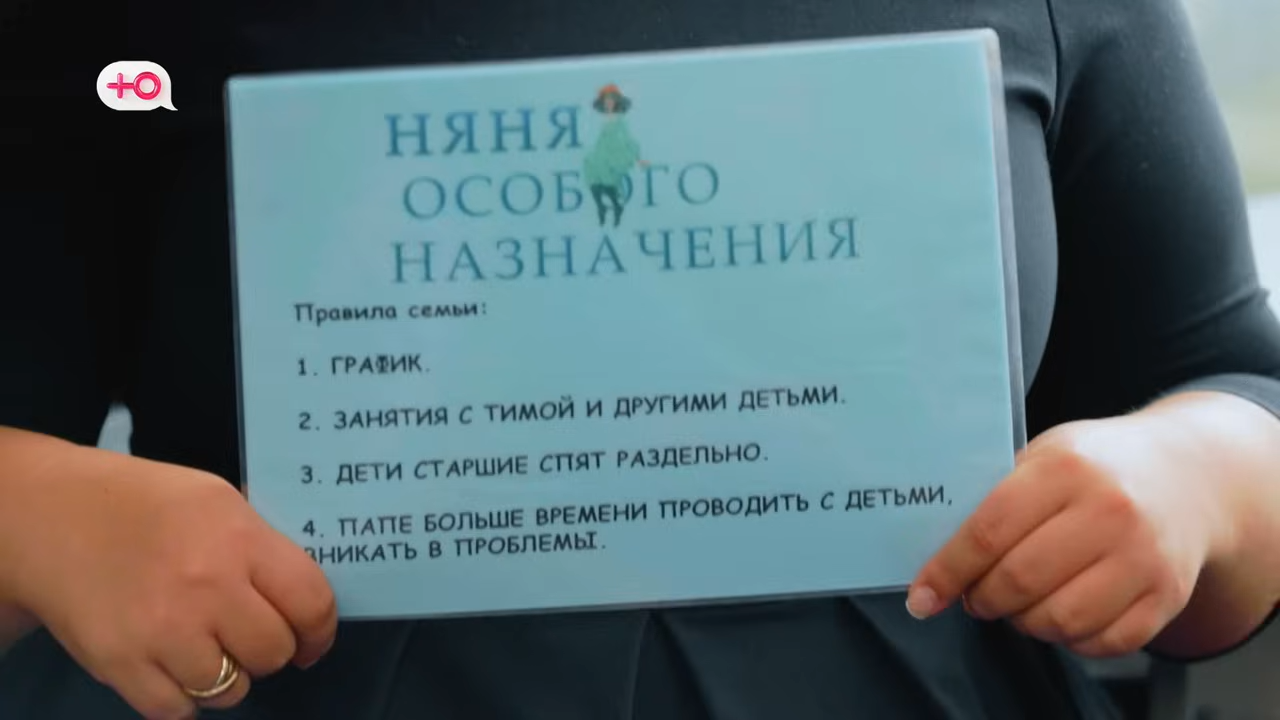 Ю
НЯНЯ
ОСОБОГО
НАЗНАЧЕНИЯ
Правила семьи:
1. ГРАФИК.
2. ЗАНЯТИЯ С ТИМОЙ И ДРУГИМИ ДЕТЬМИ.
3. ДЕТИ СТАРШИЕ СПЯТ РАЗДЕЛЬНО.
4. ПАПЕ БОЛЬШЕ ВРЕМЕНИ ПРОВОДИТЬ С ДЕТЬМИ,
ВНИКАТЬ В ПРОБЛЕМЫ.